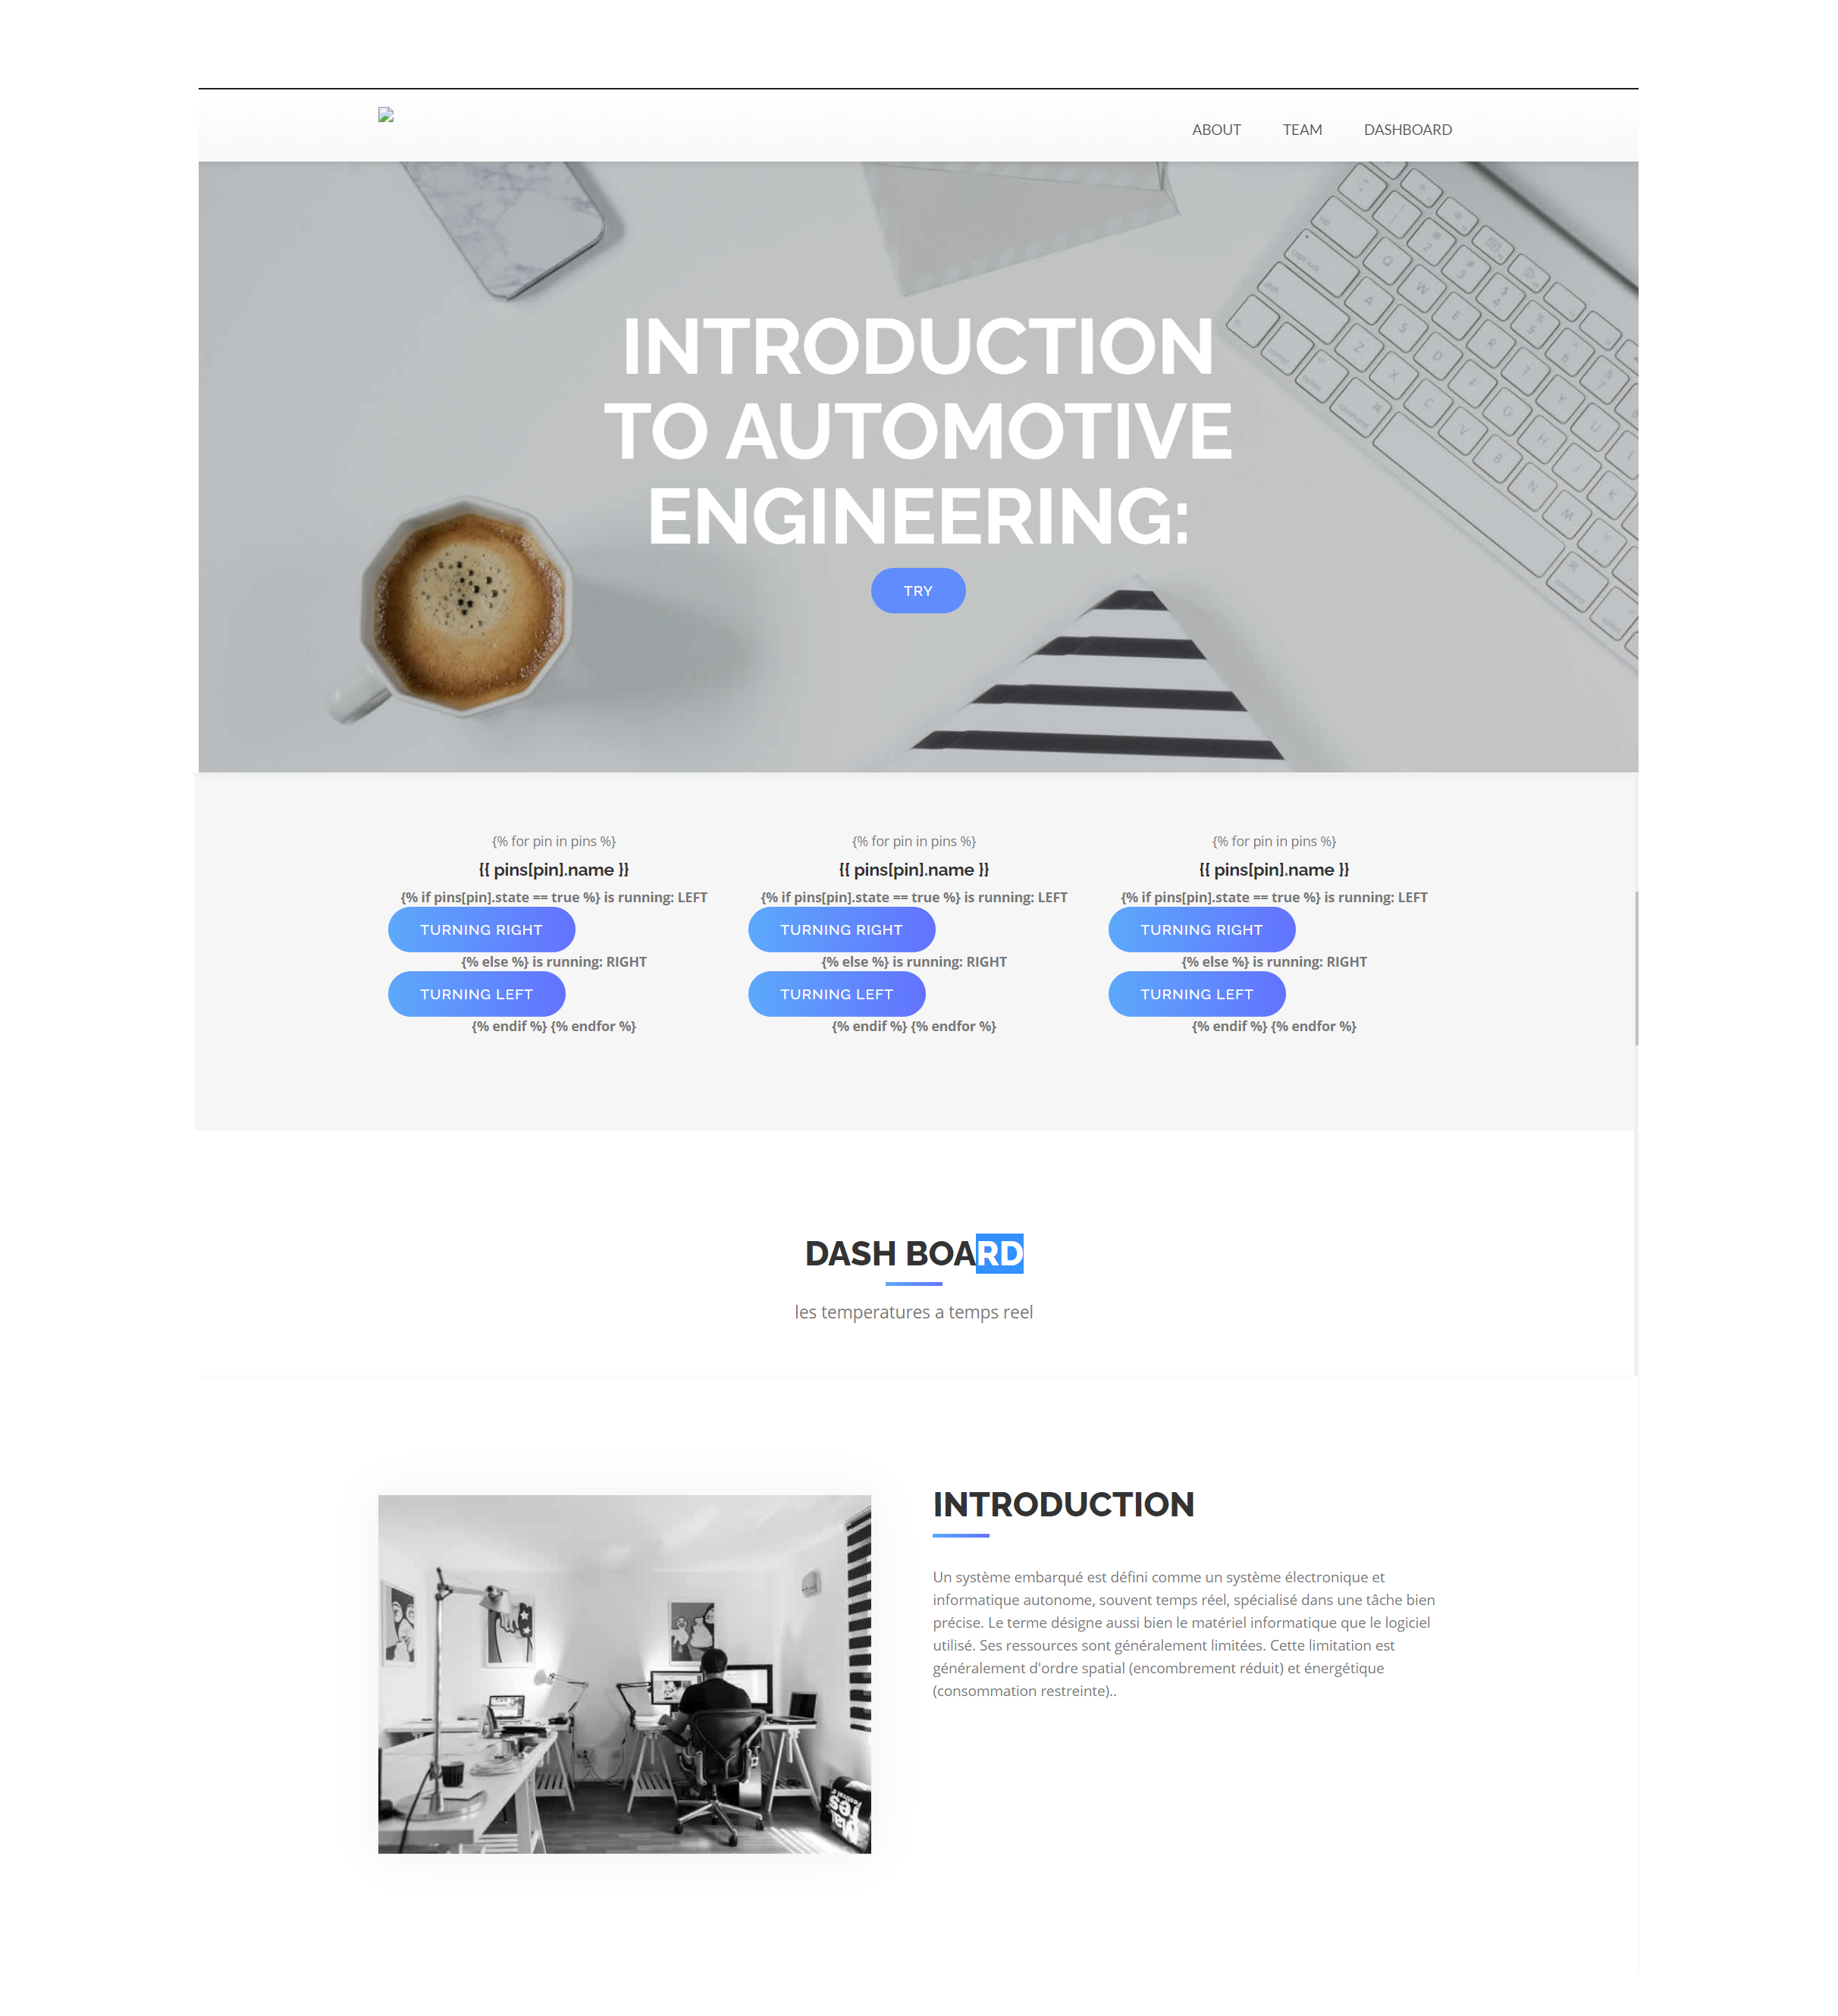 ABOUT TEAM DASHBOARD
INTRODUCTION
TO AUTOMOTIVE
ENGINEERING:
TRY
{% for pin in pins %} {% for pin in pins %} {% for pin in pins %}
{{ pins[pin].name }} {{ pins[pin].name }} {{ pins[pin].name }}
{% if pins[pin].state == true %} is running: LEFT {% if pins[pin].state == true %} is running: LEFT {% if pins[pin].state == true %} is running: LEFT
TURNING RIGHT TURNING RIGHT TURNING RIGHT
{% else %} is running: RIGHT {% else %} is running: RIGHT {% else %} is running: RIGHT
TURNING LEFT TURNING LEFT TURNING LEFT
{% endif %} {% endfor %} {% endif %} {% endfor %} {% endif %} {% endfor %}
DASH BOARD
les temperatures a temps reel
INTRODUCTION
Un système embarqué est défini comme un système électronique et
informatique autonome, souvent temps réel, spécialisé dans une tâche bien
précise. Le terme désigne aussi bien le matériel informatique que le logiciel
utilisé. Ses ressources sont généralement limitées. Cette limitation est
généralement d'ordre spatial (encombrement réduit) et énergétique
(consommation restreinte)..